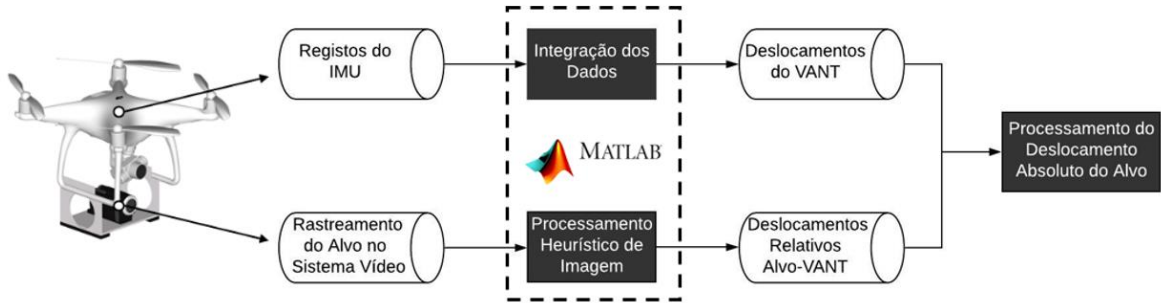 Registos do
IMU
Integração dos
Dados
Deslocamentos
do VANT
MATLAB
Processamento do
Deslocamento
Absoluto do Alvo
Rastreamento
do Alvo no
Sistema Vídeo
Processamento
Heurístico de
Imagem
Deslocamentos
Relativos
Alvo-VANT